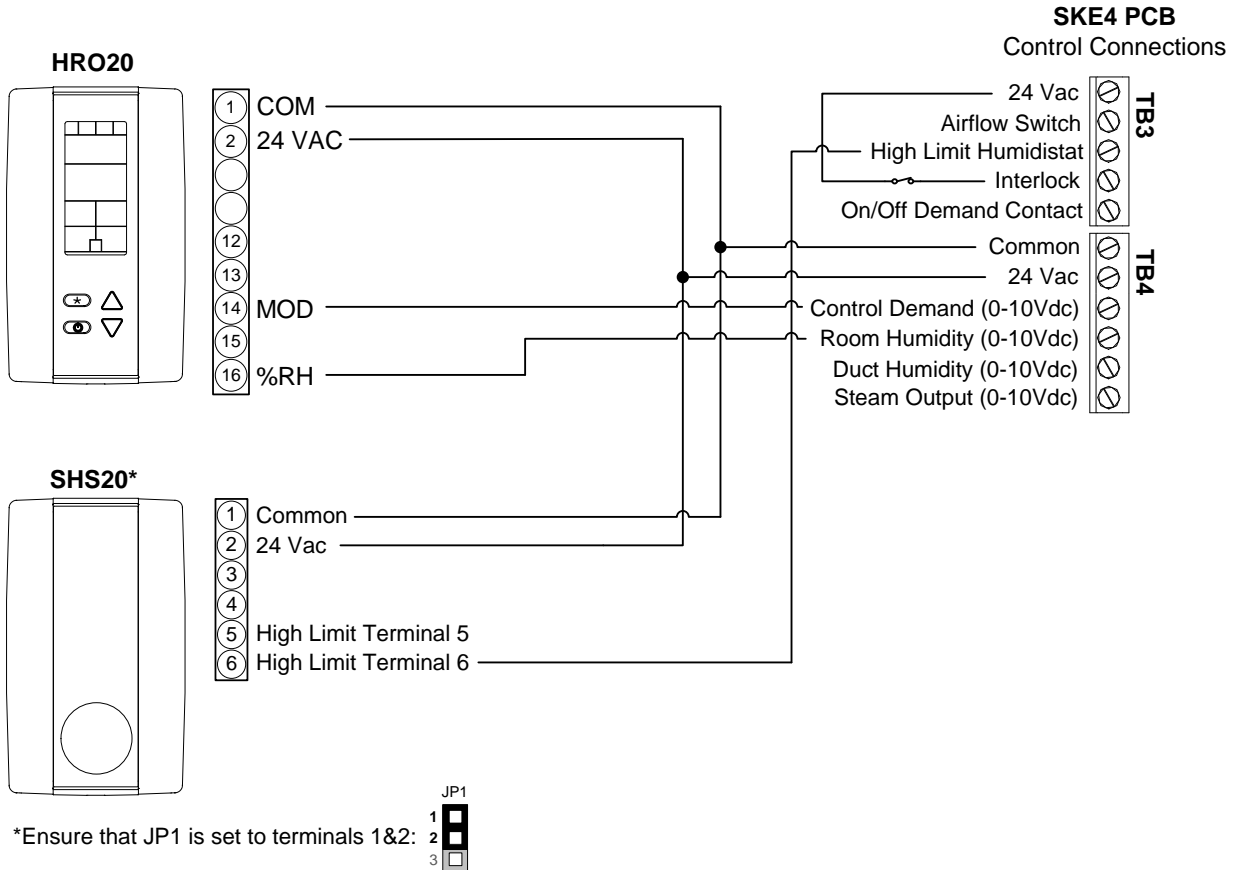 SKE4 PCB
Control Connections
HRO20
1 COM
2 24 VAC
12
13
14 MOD
15
16 %RH
24 Vac
Airflow Switch
High Limit Humidistat
Interlock
On/Off Demand Contact
TB3
Common
24 Vac
Control Demand (0-10Vdc)
Room Humidity (0-10Vdc)
Duct Humidity (0-10Vdc)
Steam Output (0-10Vdc)
TB4
SHS20*
1 Common
2 24 Vac
3
4
5 High Limit Terminal 5
6 High Limit Terminal 6
JP1
1
*Ensure that JP1 is set to terminals 1&2: 2
3